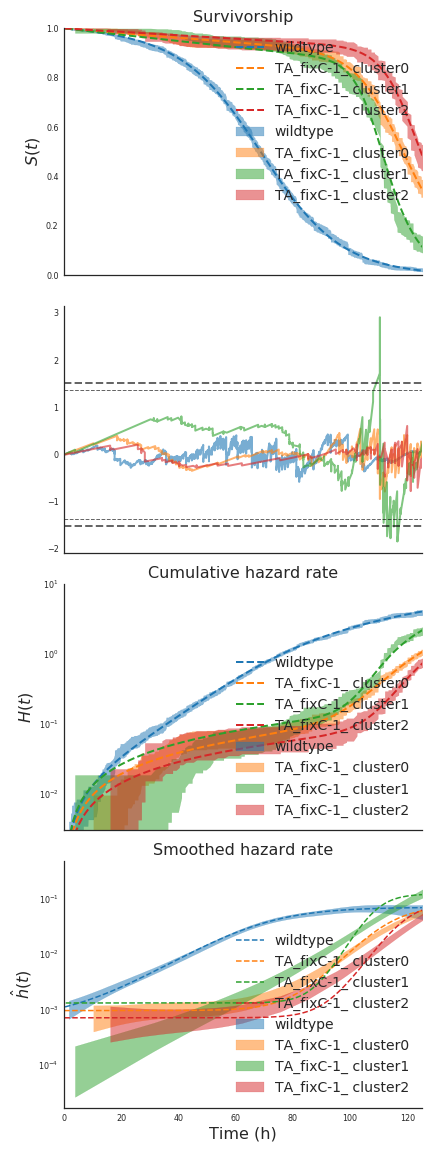 Survivorship
1.0
0.8
0.6
0.4
0.2
0.0
S(t)
wildtype
TA_fixC-1_ cluster0
TA_fixC-1_ cluster1
TA_fixC-1_ cluster2
wildtype
TA_fixC-1_ cluster0
TA_fixC-1_ cluster1
TA_fixC-1_ cluster2
3
2
1
0
−1
−2
Cumulative hazard rate
10¹
10⁰
10⁻¹
10⁻²
H(t)
wildtype
TA_fixC-1_ cluster0
TA_fixC-1_ cluster1
TA_fixC-1_ cluster2
wildtype
TA_fixC-1_ cluster0
TA_fixC-1_ cluster1
TA_fixC-1_ cluster2
Smoothed hazard rate
10⁻¹
10⁻²
10⁻³
10⁻⁴
ĥ(t)
wildtype
TA_fixC-1_ cluster0
TA_fixC-1_ cluster1
TA_fixC-1_ cluster2
wildtype
TA_fixC-1_ cluster0
TA_fixC-1_ cluster1
TA_fixC-1_ cluster2
0 20 40 60 80 100 120
Time (h)